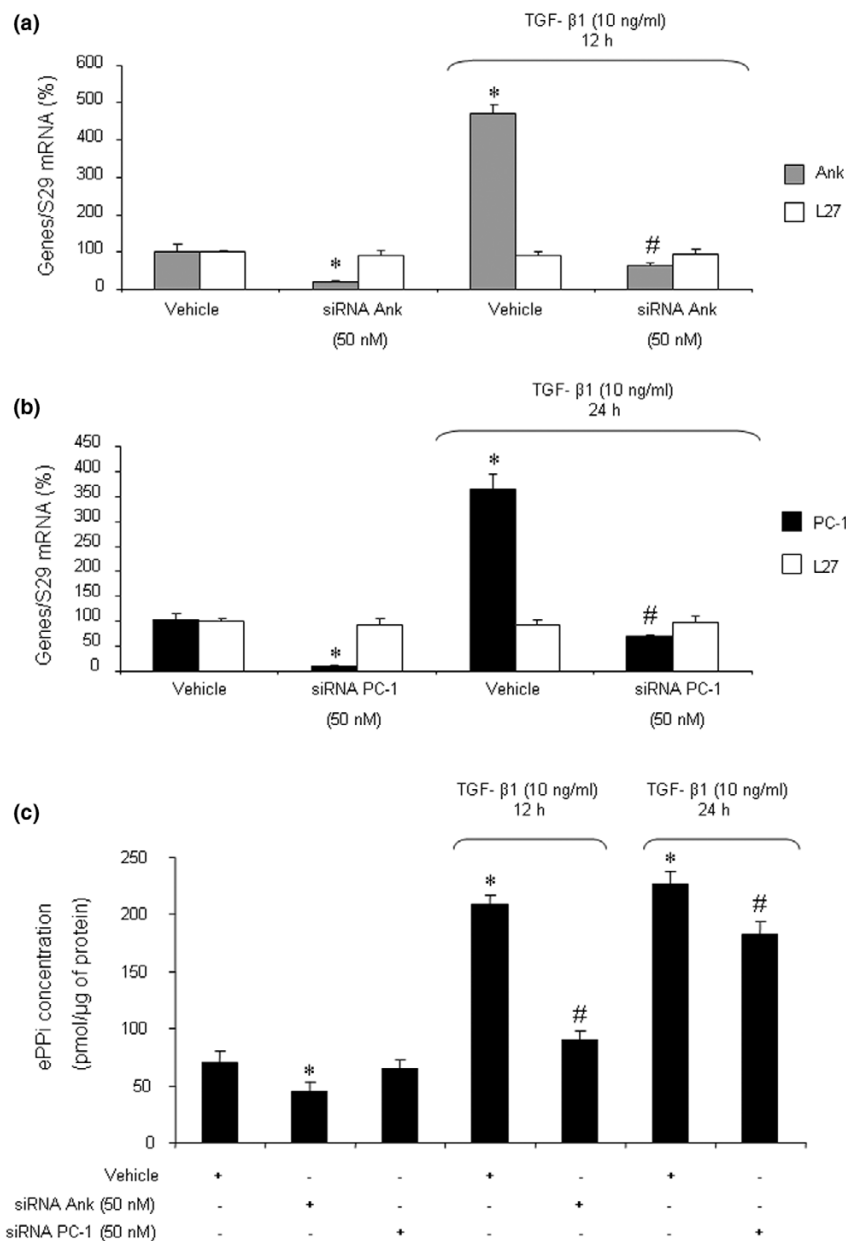 (a)
TGF- β1 (10 ng/ml)
12 h
Genes/S29 mRNA (%)
600
500
400
300
200
100
0
*
*
#
Ank
L27
Vehicle
siRNA Ank
(50 nM)
Vehicle
siRNA Ank
(50 nM)
(b)
TGF- β1 (10 ng/ml)
24 h
Genes/S29 mRNA (%)
450
400
350
300
250
200
150
100
50
0
*
*
#
PC-1
L27
Vehicle
siRNA PC-1
(50 nM)
Vehicle
siRNA PC-1
(50 nM)
(c)
TGF- β1 (10 ng/ml)
12 h
TGF- β1 (10 ng/ml)
24 h
ePPi concentration
(pmol/µg of protein)
250
200
150
100
50
0
*
*
#
*
#
Vehicle + - - + - + -
siRNA Ank (50 nM) - + - - + - -
siRNA PC-1 (50 nM) - - + - - - +